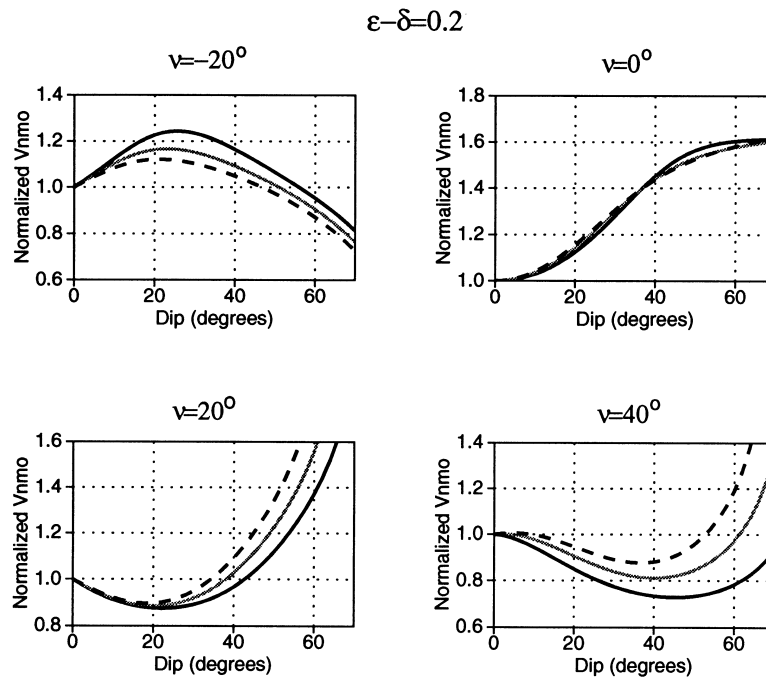 ε−δ=0.2
ν=−20°
Normalized Vnmo
1.4
1.2
1.0
0.8
0.6
0 20 40 60
Dip (degrees)
ν=0°
Normalized Vnmo
1.8
1.6
1.4
1.2
1.0
0 20 40 60
Dip (degrees)
ν=20°
Normalized Vnmo
1.6
1.4
1.2
1.0
0.8
0 20 40 60
Dip (degrees)
ν=40°
Normalized Vnmo
1.4
1.2
1.0
0.8
0.6
0 20 40 60
Dip (degrees)